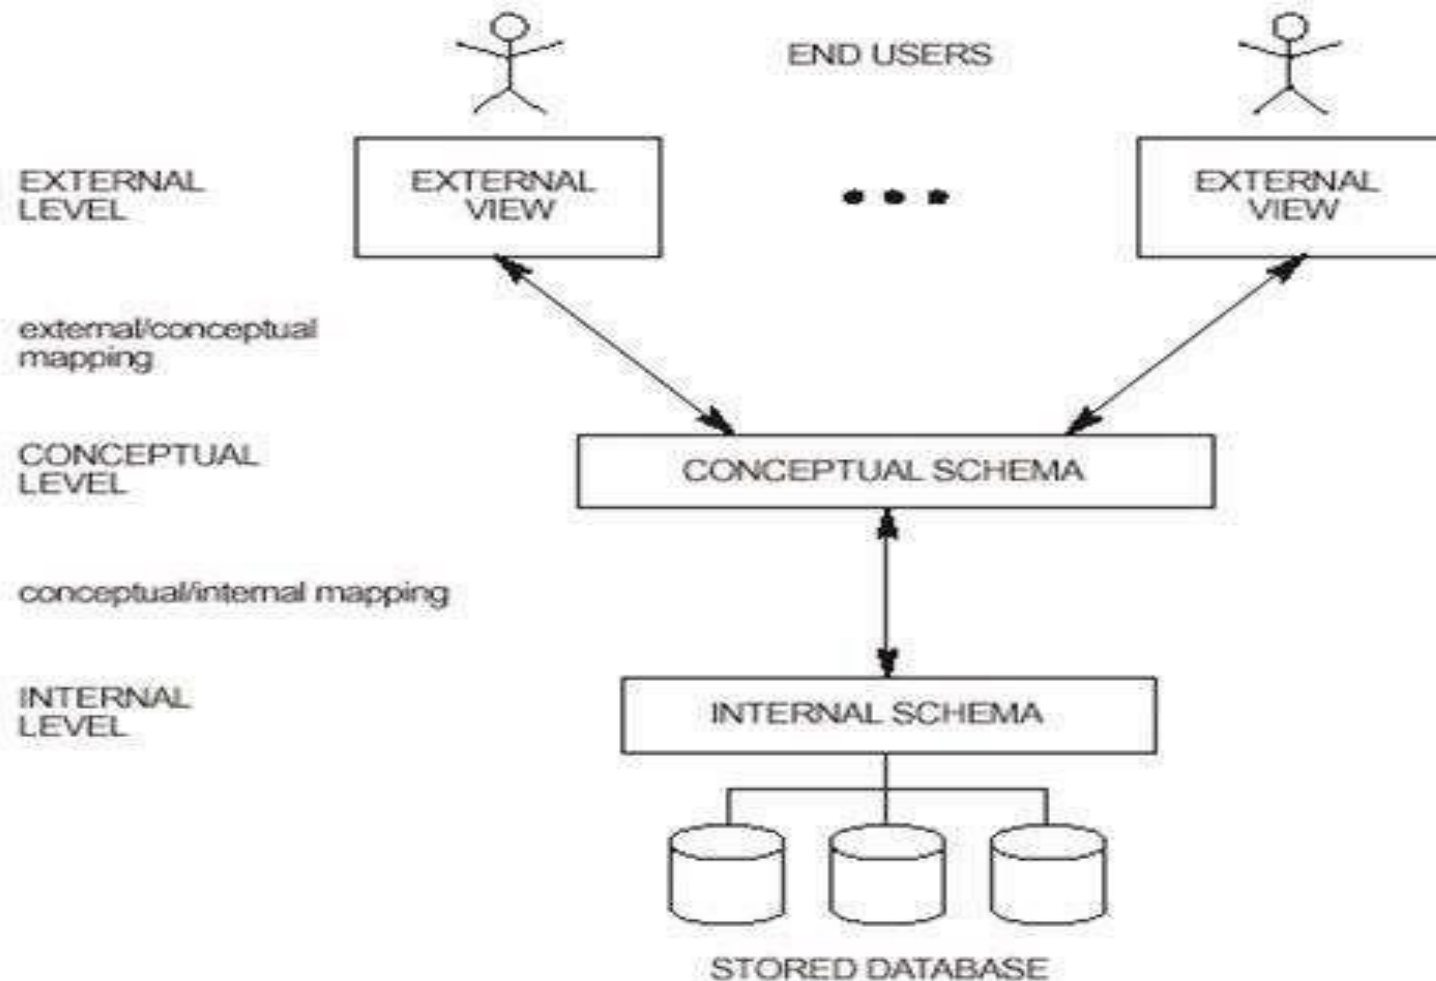 END USERS
EXTERNAL
LEVEL
EXTERNAL
VIEW
EXTERNAL
VIEW
external/conceptual
mapping
CONCEPTUAL
LEVEL
CONCEPTUAL SCHEMA
conceptual/internal mapping
INTERNAL
LEVEL
INTERNAL SCHEMA
STORED DATABASE